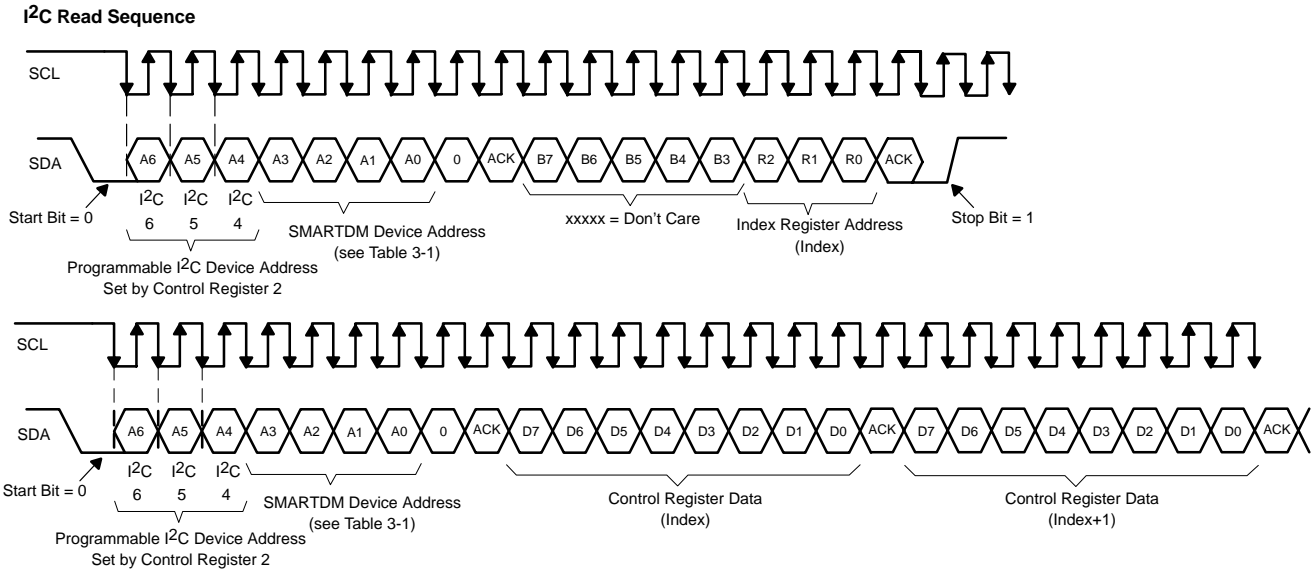 I2C Read Sequence
SCL
SDA
A6 A5 A4 A3 A2 A1 A0 0 ACK B7 B6 B5 B4 B3 R2 R1 R0 ACK
Start Bit = 0
I2C I2C I2C
6 5 4
SMARTDM Device Address
(see Table 3-1)
xxxxx = Don't Care
Index Register Address
(Index)
Stop Bit = 1
Programmable I2C Device Address
Set by Control Register 2
SCL
SDA
A6 A5 A4 A3 A2 A1 A0 0 ACK D7 D6 D5 D4 D3 D2 D1 D0 ACK D7 D6 D5 D4 D3 D2 D1 D0 ACK
Start Bit = 0
I2C I2C I2C
6 5 4
SMARTDM Device Address
(see Table 3-1)
Control Register Data
(Index)
Control Register Data
(Index+1)
Programmable I2C Device Address
Set by Control Register 2